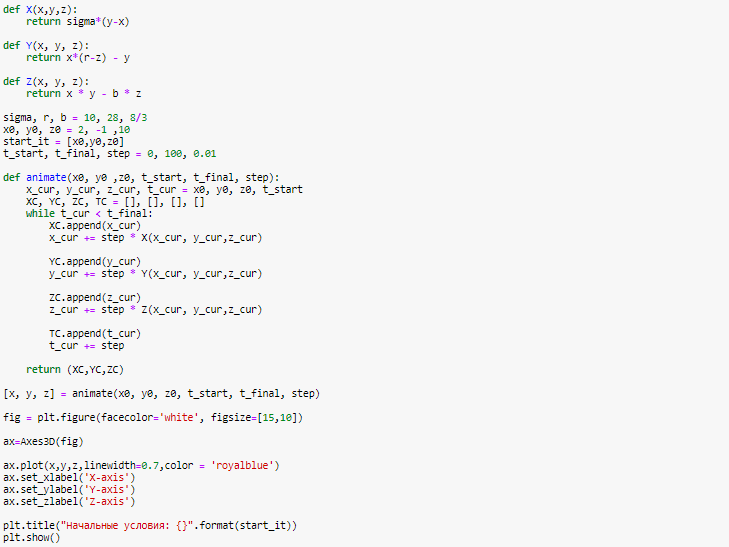 def X(x,y,z):
    return sigma*(y-x)

def Y(x, y, z):
    return x*(r-z) - y

def Z(x, y, z):
    return x * y - b * z

sigma, r, b = 10, 28, 8/3
x0, y0, z0 = 2, -1 ,10
start_it = [x0,y0,z0]
t_start, t_final, step = 0, 100, 0.01

def animate(x0, y0 ,z0, t_start, t_final, step):
    x_cur, y_cur, z_cur, t_cur = x0, y0, z0, t_start
    XC, YC, ZC, TC = [], [], [], []
    while t_cur < t_final:
        XC.append(x_cur)
        x_cur += step * X(x_cur, y_cur,z_cur)

        YC.append(y_cur)
        y_cur += step * Y(x_cur, y_cur,z_cur)

        ZC.append(z_cur)
        z_cur += step * Z(x_cur, y_cur,z_cur)

        TC.append(t_cur)
        t_cur += step

    return (XC,YC,ZC)

[x, y, z] = animate(x0, y0, z0, t_start, t_final, step)

fig = plt.figure(facecolor='white', figsize=[15,10])

ax=Axes3D(fig)

ax.plot(x,y,z,linewidth=0.7,color = 'royalblue')
ax.set_xlabel('X-axis')
ax.set_ylabel('Y-axis')
ax.set_zlabel('Z-axis')

plt.title("Начальные условия: {}".format(start_it))
plt.show()